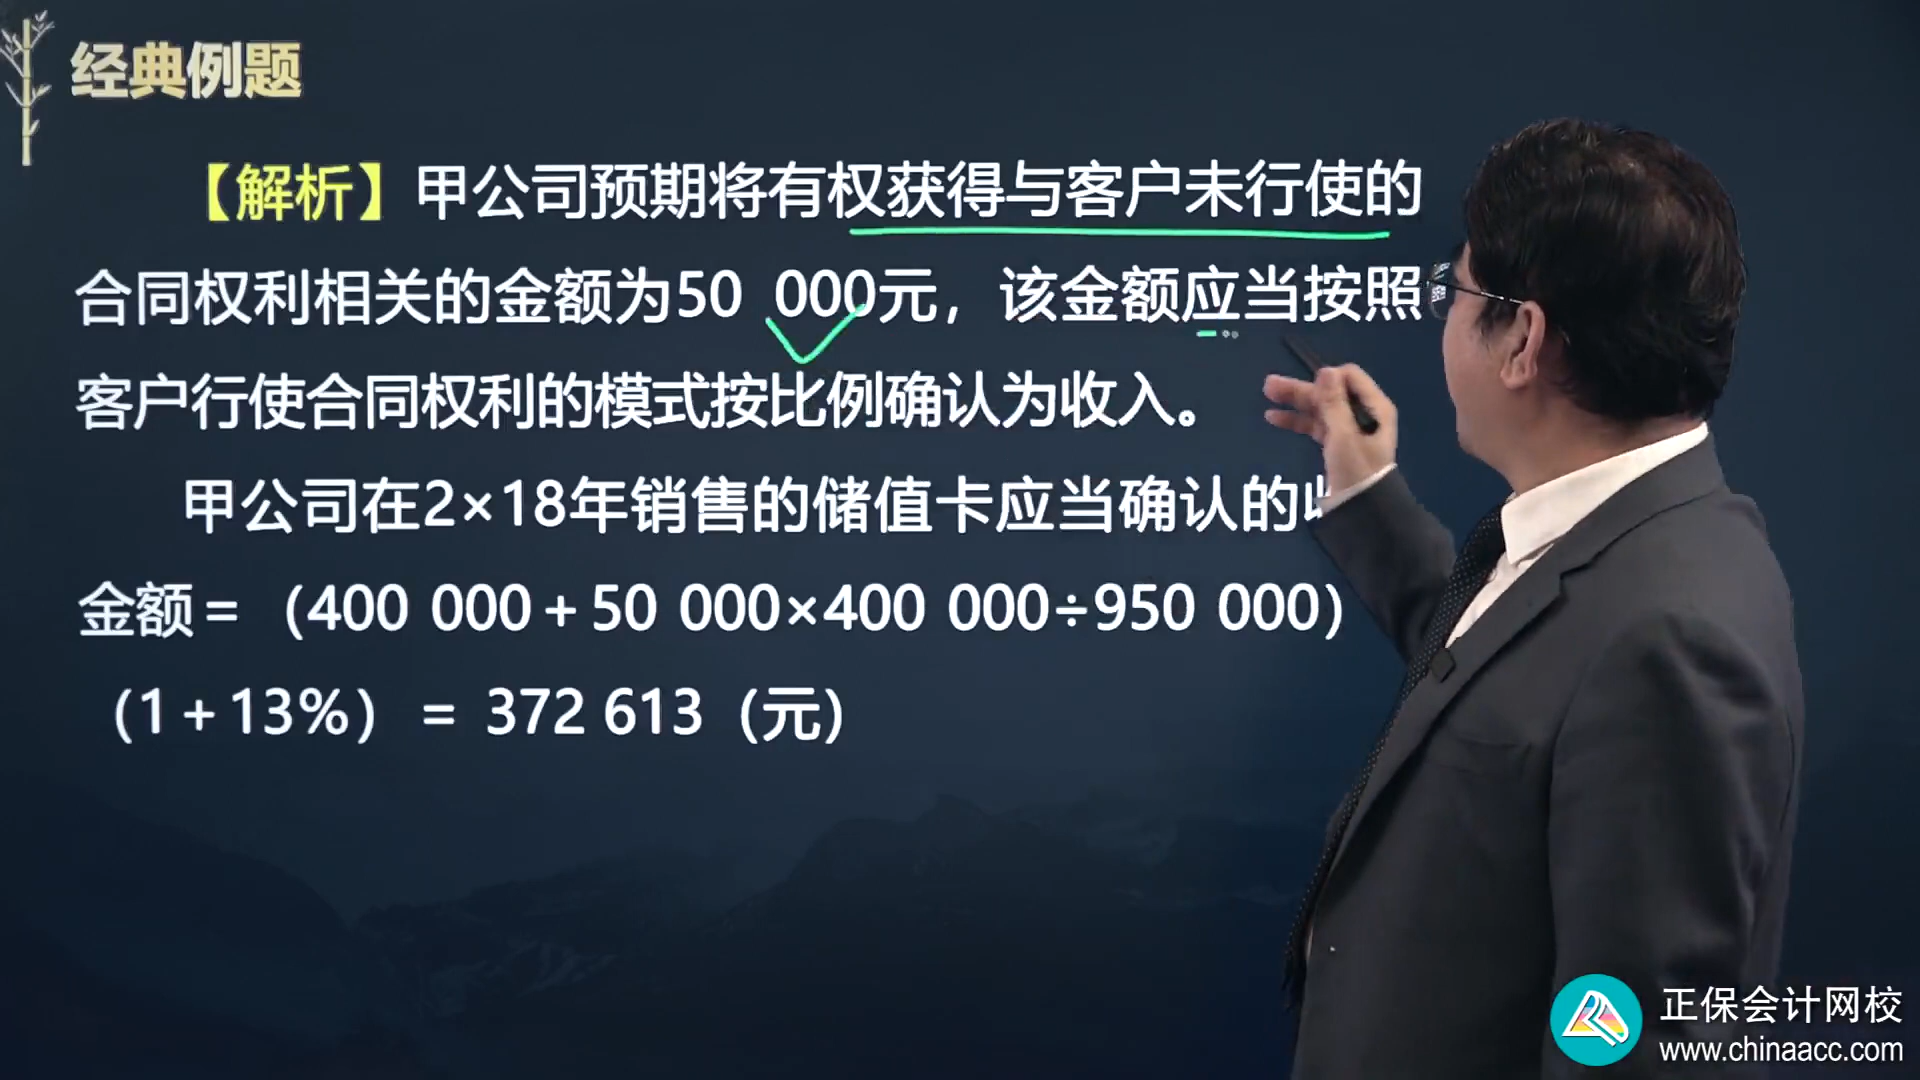 经典例题
【解析】甲公司预期将有权获得与客户未行使的
合同权利相关的金额为50 000元，该金额应当按照
客户行使合同权利的模式按比例确认为收入。
甲公司在2×18年销售的储值卡应当确认的
金额＝（400 000＋50 000×400 000÷950 000）
（1＋13%）＝ 372 613（元）
正保会计网校
www.chinaacc.com